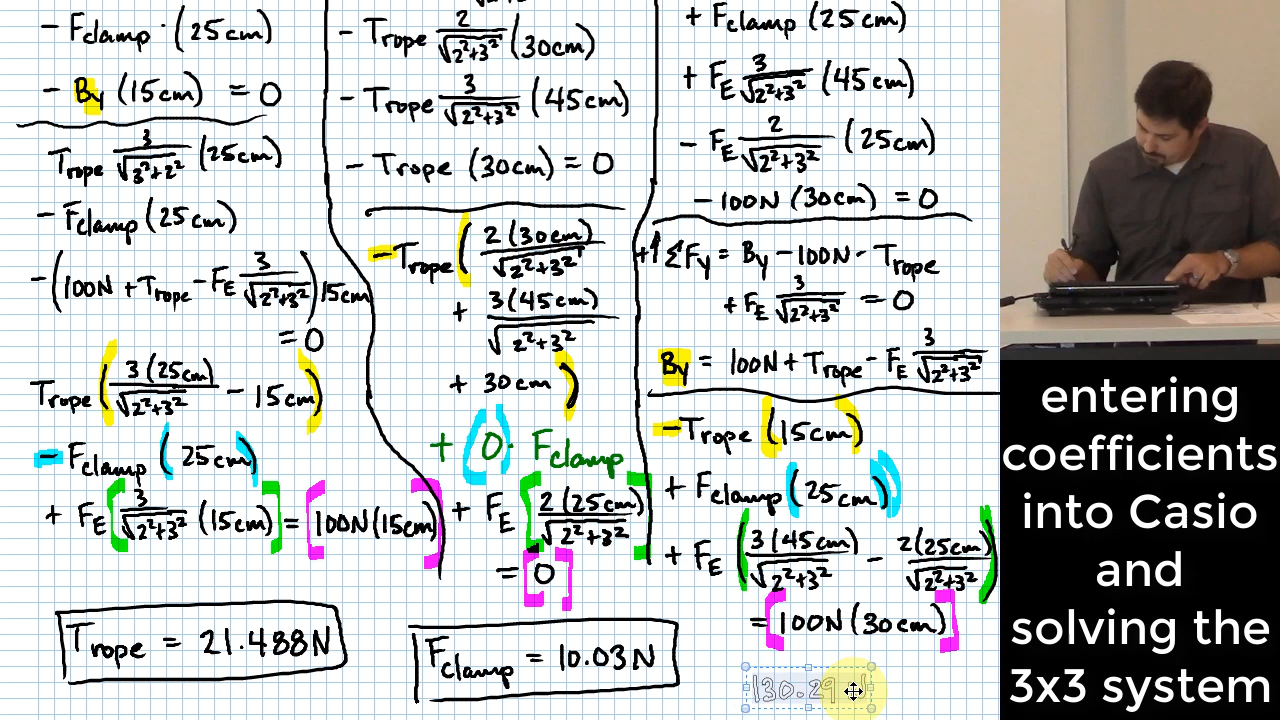 - Fclamp · (25cm)
- By (15cm) = 0
Trope 3/√(3²+2²) (25cm)
- Fclamp (25cm)
-(100N + Trope - FE 3/√(2²+3²)) 15cm
= 0
Trope (3(25cm)/√(2²+3²) - 15cm)
- Fclamp (25cm)
+ FE [3/√(2²+3²) (15cm)] = [100N(15cm)]
Trope = 21.488N
- Trope 2/√(2²+3²) (30cm)
- Trope 3/√(2²+3²) (45cm)
- Trope (30cm) = 0
- Trope (2(30cm)/√(2²+3²)
+ 3(45cm)/√(2²+3²)
+ 30cm)
+ (0) · Fclamp
+ FE [2(25cm)/√(2²+3²)]
= [0]
Fclamp = 10.03N
+ Fclamp (25cm)
+ FE 3/√(2²+3²) (45cm)
- FE 2/√(2²+3²) (25cm)
- 100N (30cm) = 0
+↑ ΣFy = By - 100N - Trope
+ FE 3/√(2²+3²) = 0
By = 100N + Trope - FE 3/√(2²+3²)
- Trope (15cm)
+ Fclamp (25cm)
+ FE (3(45cm)/√(2²+3²) - 2(25cm)/√(2²+3²))
= [100N(30cm)]
130.29
entering
coefficients
into Casio
and
solving the
3x3 system